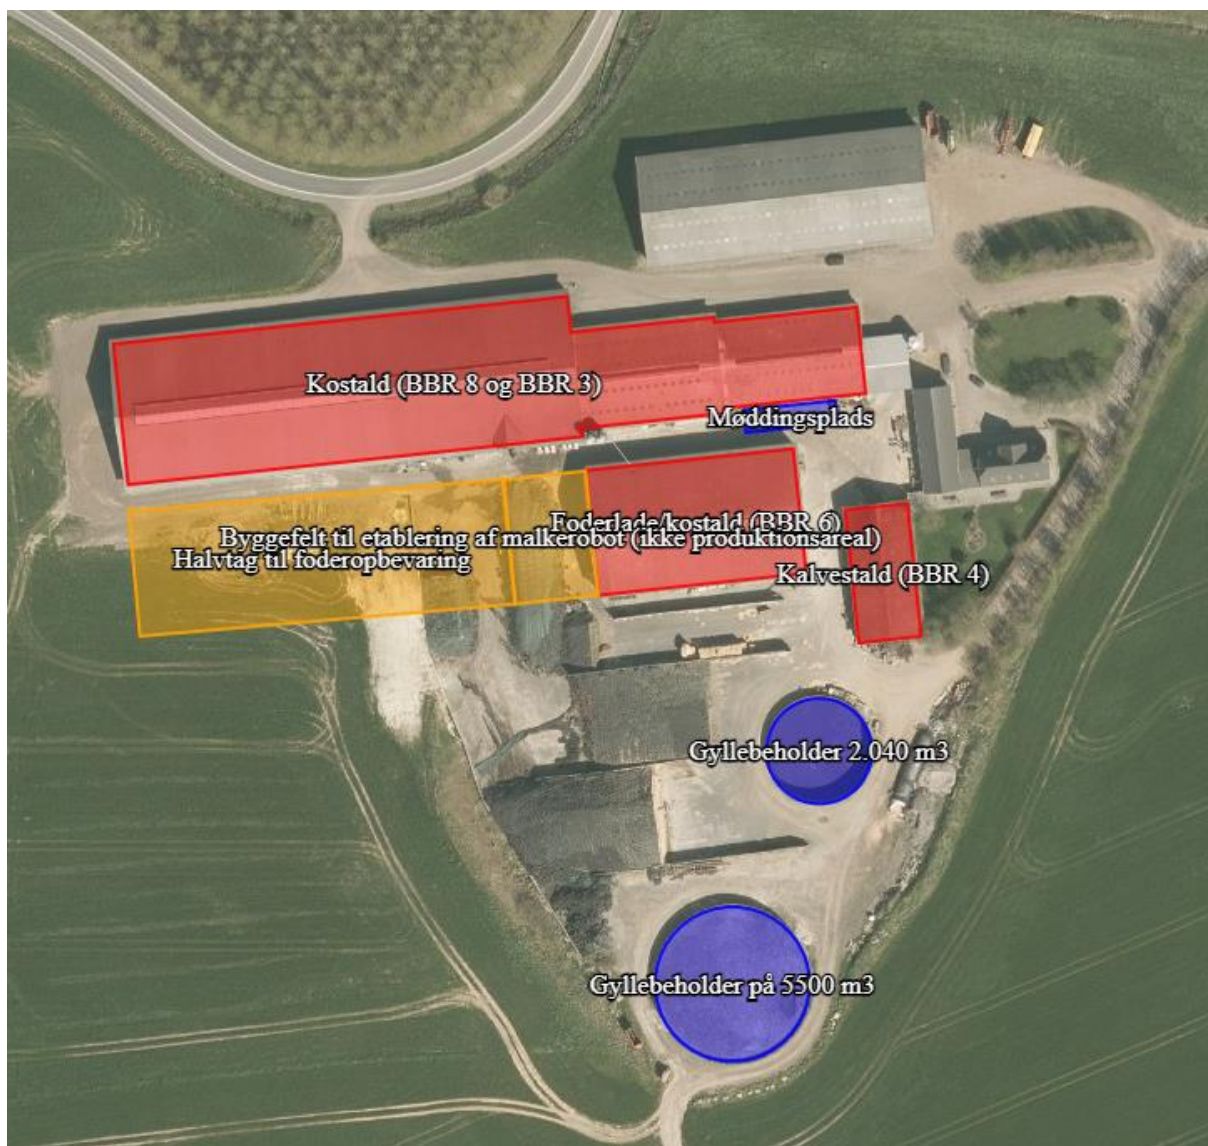 Kostald (BBR 8 og BBR 3)
Møddingsplads
Foderlade/kostald (BBR 6)
Byggefelt til etablering af malkerobot (ikke produktionsareal)
Halvtag til foderopbevaring
Kalvestald (BBR 4)
Gyllebeholder 2.040 m3
Gyllebeholder på 5500 m3